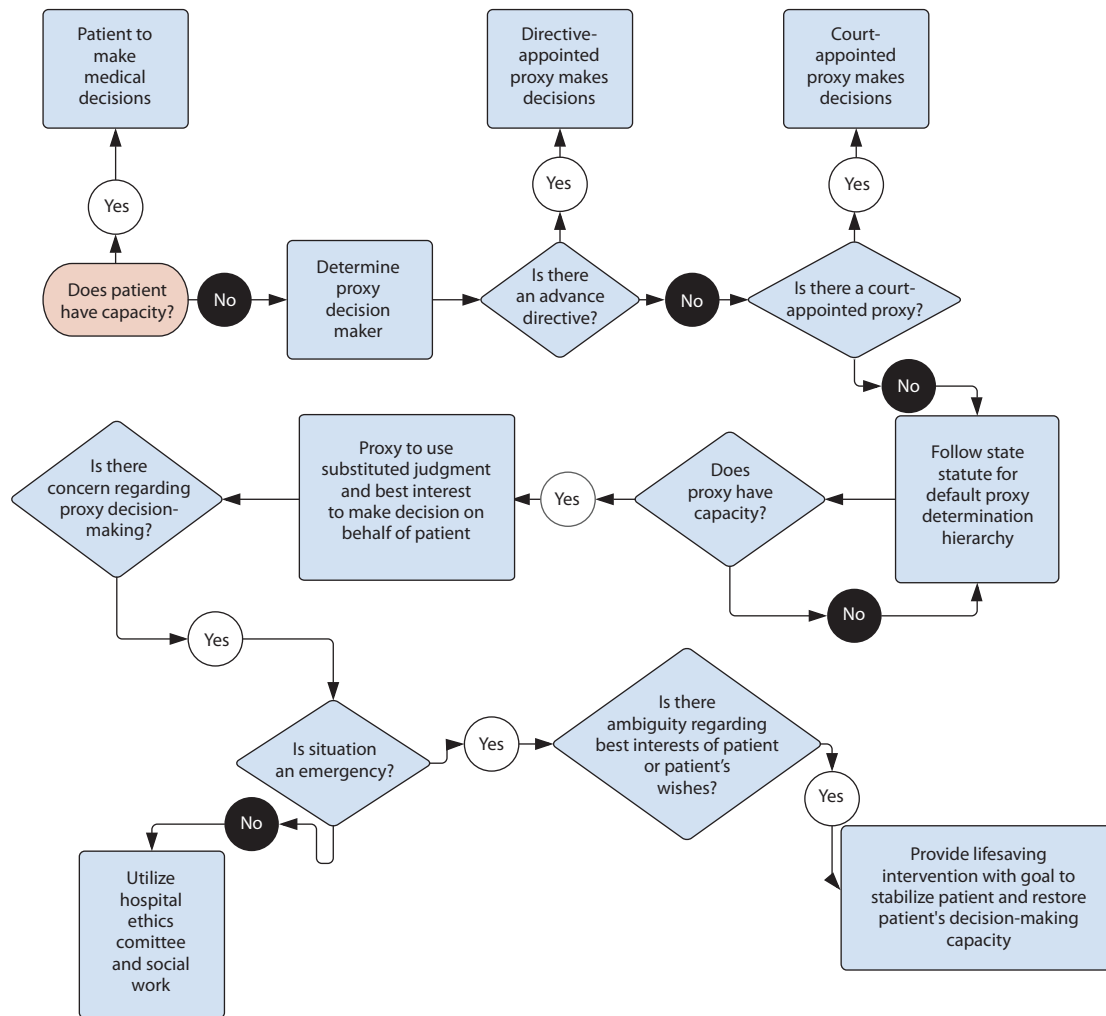 Patient to
make
medical
decisions
Directive-
appointed
proxy makes
decisions
Court-
appointed
proxy makes
decisions
Yes
Yes
Yes
Does patient
have capacity?
No
Determine
proxy
decision
maker
Is there
an advance
directive?
No
Is there a court-
appointed proxy?
No
Follow state
statute for
default proxy
determination
hierarchy
Does
proxy have
capacity?
No
Yes
Proxy to use
substituted judgment
and best interest
to make decision on
behalf of patient
Is there
concern regarding
proxy decision-
making?
Yes
Is situation
an emergency?
Yes
Is there
ambiguity regarding
best interests of patient
or patient's
wishes?
Yes
Provide lifesaving
intervention with goal to
stabilize patient and restore
patient's decision-making
capacity
No
Utilize
hospital
ethics
comittee
and social
work